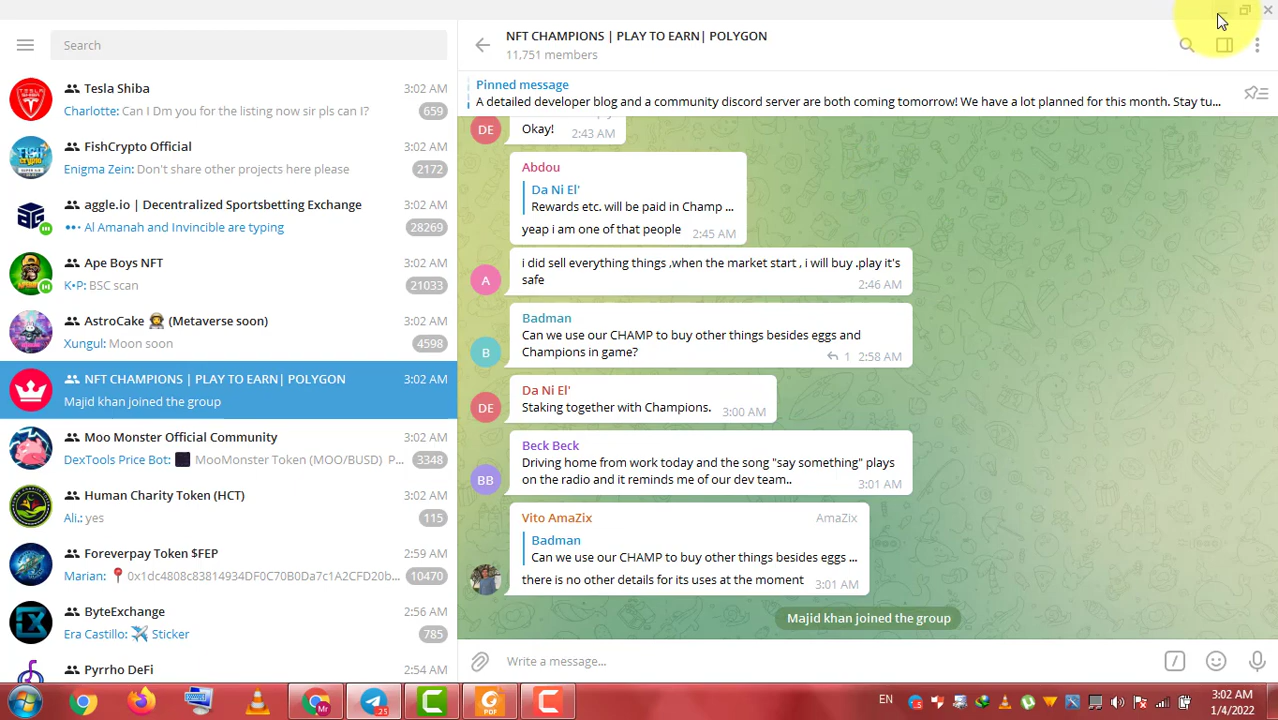 Search
Tesla Shiba 3:02 AM
Charlotte: Can I Dm you for the listing now sir pls can I? 659
FishCrypto Official 3:02 AM
Enigma Zein: Don't share other projects here please 2172
aggle.io | Decentralized Sportsbetting Exchange 3:02 AM
Al Amanah and Invincible are typing 28269
Ape Boys NFT 3:02 AM
K•P: BSC scan 21033
AstroCake (Metaverse soon) 3:02 AM
Xungul: Moon soon 4598
NFT CHAMPIONS | PLAY TO EARN| POLYGON 3:02 AM
Majid khan joined the group
Moo Monster Official Community 3:02 AM
DexTools Price Bot: MooMonster Token (MOO/BUSD) P... 3348
Human Charity Token (HCT) 3:02 AM
Ali.: yes 115
Foreverpay Token $FEP 2:59 AM
Marian: 0x1dc4808c83814934DF0C70B0Da7c1A2CFD20b... 10470
ByteExchange 2:56 AM
Era Castillo: Sticker 785
Pyrrho DeFi 2:54 AM
NFT CHAMPIONS | PLAY TO EARN| POLYGON
11,751 members
Pinned message
A detailed developer blog and a community discord server are both coming tomorrow! We have a lot planned for this month. Stay tu...
DE
Okay! 2:43 AM
Abdou
Da Ni El'
Rewards etc. will be paid in Champ ...
yeap i am one of that people 2:45 AM
i did sell everything things ,when the market start , i will buy .play it's
safe 2:46 AM
A
Badman
Can we use our CHAMP to buy other things besides eggs and
Champions in game? 1 2:58 AM
B
Da Ni El'
Staking together with Champions. 3:00 AM
DE
Beck Beck
Driving home from work today and the song "say something" plays
on the radio and it reminds me of our dev team.. 3:01 AM
BB
Vito AmaZix AmaZix
Badman
Can we use our CHAMP to buy other things besides eggs ...
there is no other details for its uses at the moment 3:01 AM
Majid khan joined the group
Write a message...
Mr
25
PDF
EN
3:02 AM
1/4/2022